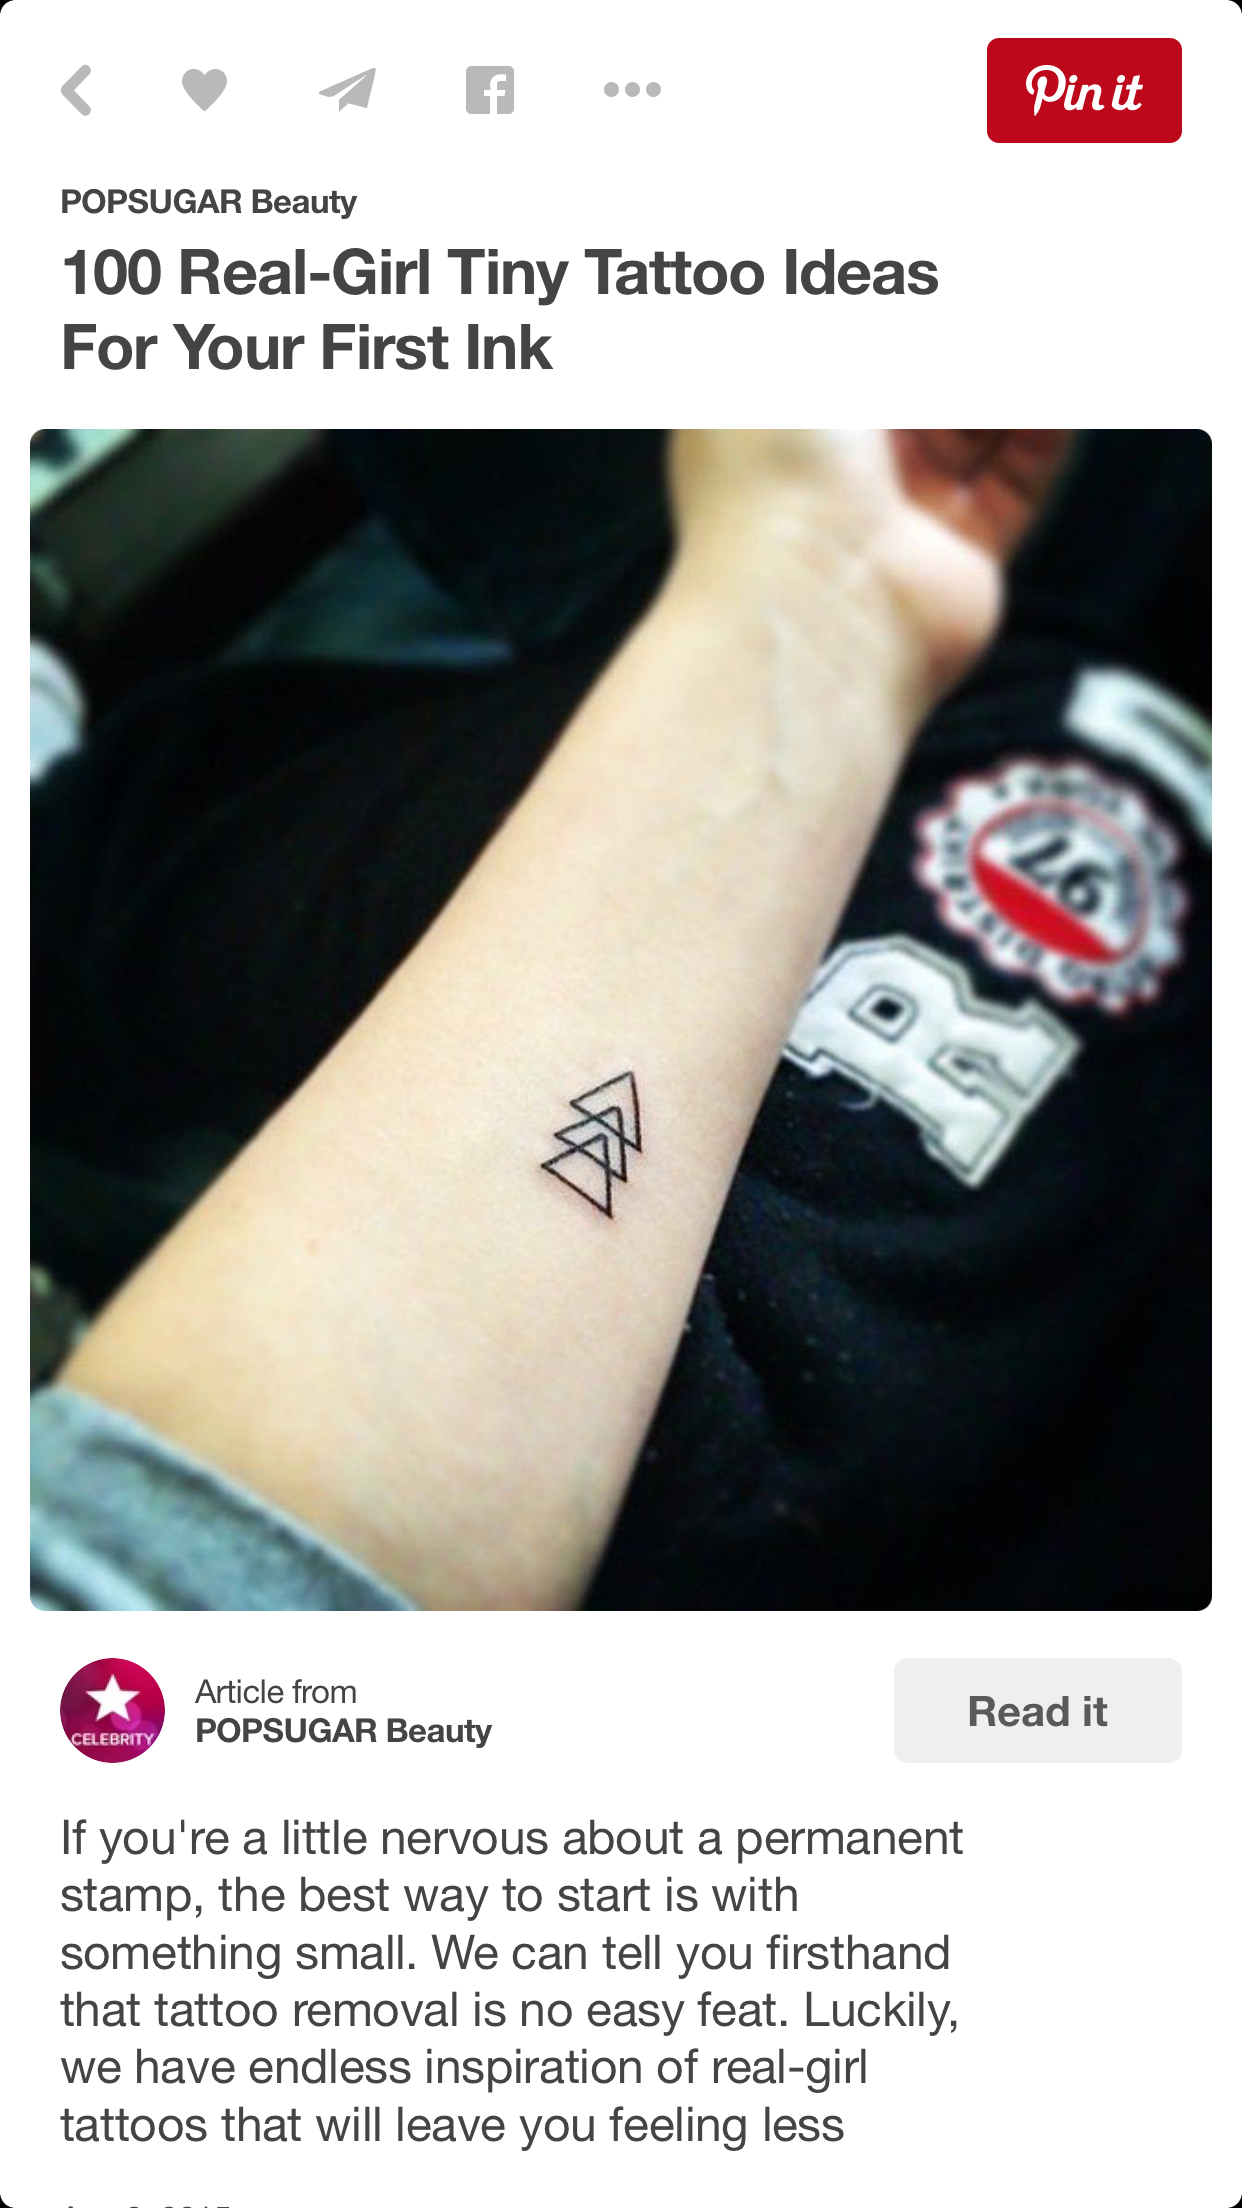 Pin it
POPSUGAR Beauty
100 Real-Girl Tiny Tattoo Ideas
For Your First Ink
97
R
Article from
POPSUGAR Beauty
CELEBRITY
Read it
If you're a little nervous about a permanent
stamp, the best way to start is with
something small. We can tell you firsthand
that tattoo removal is no easy feat. Luckily,
we have endless inspiration of real-girl
tattoos that will leave you feeling less